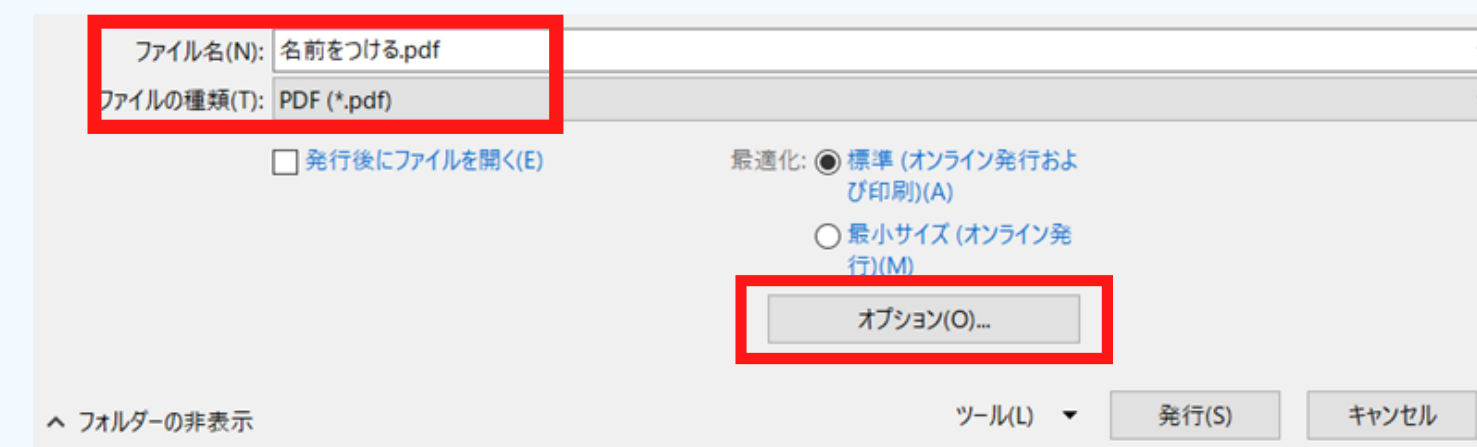 ファイル名(N): 名前をつける.pdf
ファイルの種類(T): PDF (*.pdf)
発行後にファイルを開く(E)
最適化: 標準 (オンライン発行およ
び印刷)(A)
最小サイズ (オンライン発
行)(M)
オプション(O)...
フォルダーの非表示
ツール(L)
発行(S)
キャンセル